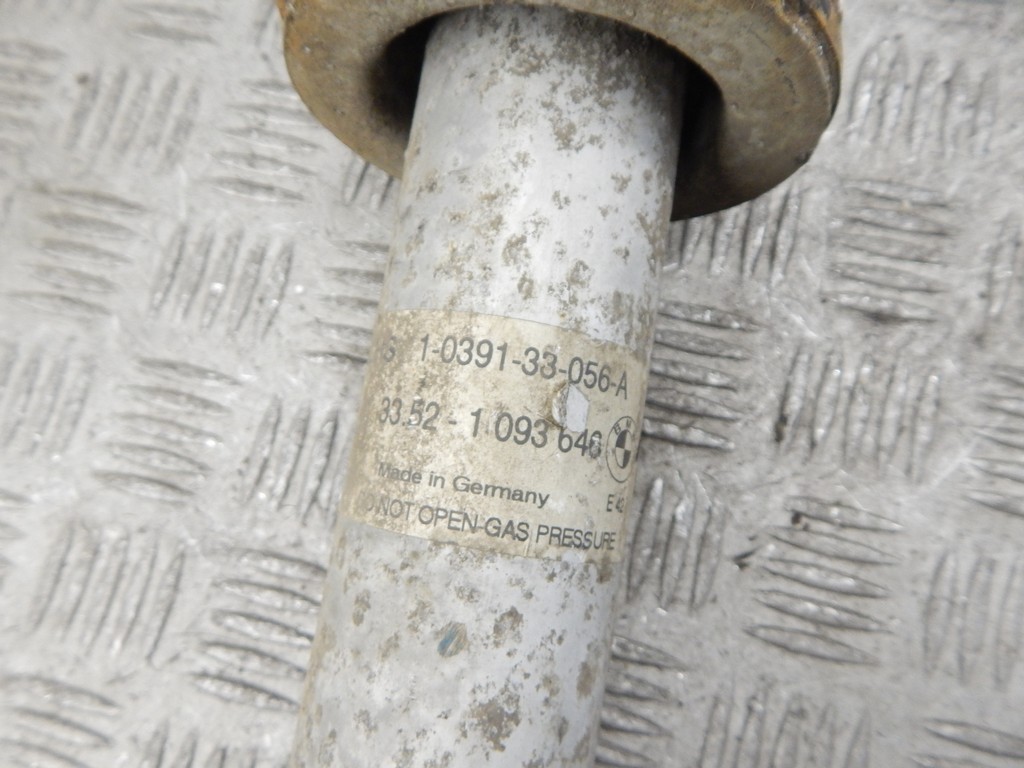 1-0391-33-056-A
33.52 - 1 093 646
Made in Germany
NOT OPEN GAS PRESSURE